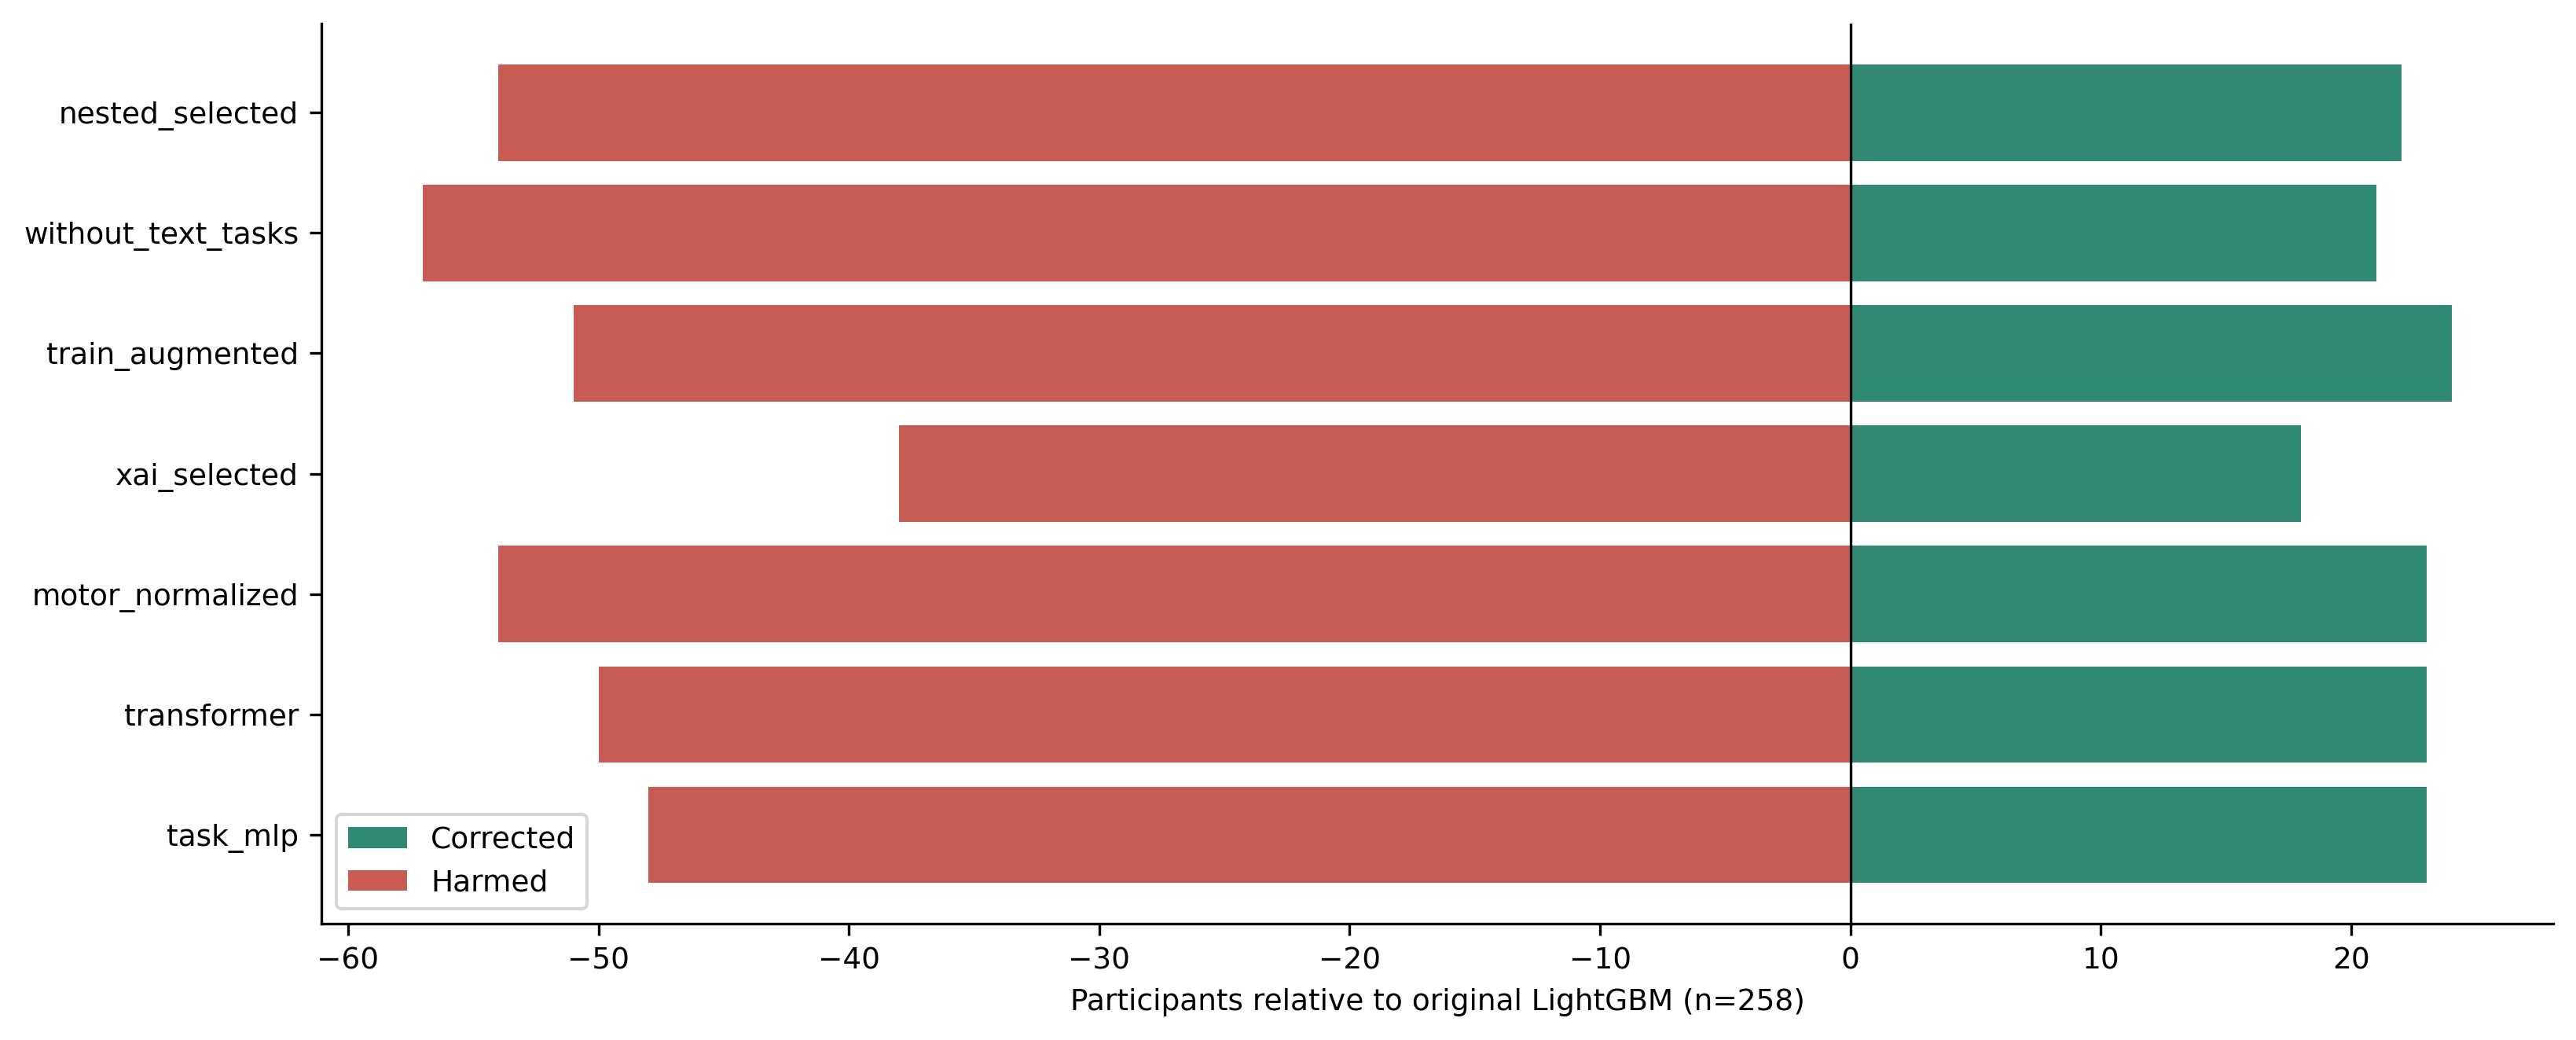 nested_selected
without_text_tasks
train_augmented
xai_selected
motor_normalized
transformer
task_mlp
Corrected
Harmed
−60 −50 −40 −30 −20 −10 0 10 20
Participants relative to original LightGBM (n=258)